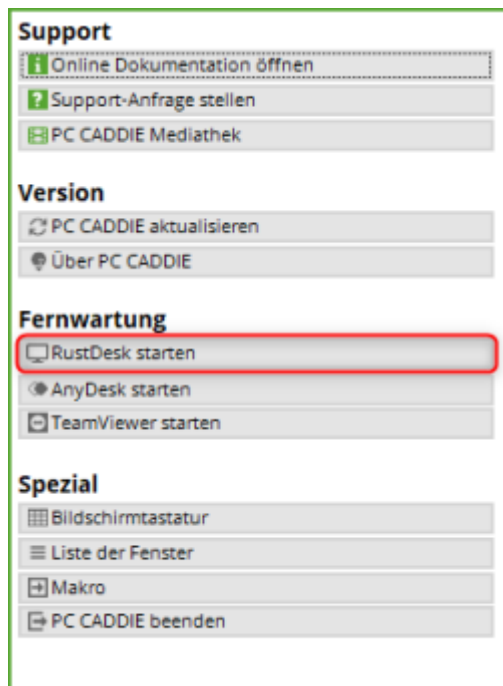 Support
Online Dokumentation öffnen
Support-Anfrage stellen
PC CADDIE Mediathek
Version
PC CADDIE aktualisieren
Über PC CADDIE
Fernwartung
RustDesk starten
AnyDesk starten
TeamViewer starten
Spezial
Bildschirmtastatur
Liste der Fenster
Makro
PC CADDIE beenden